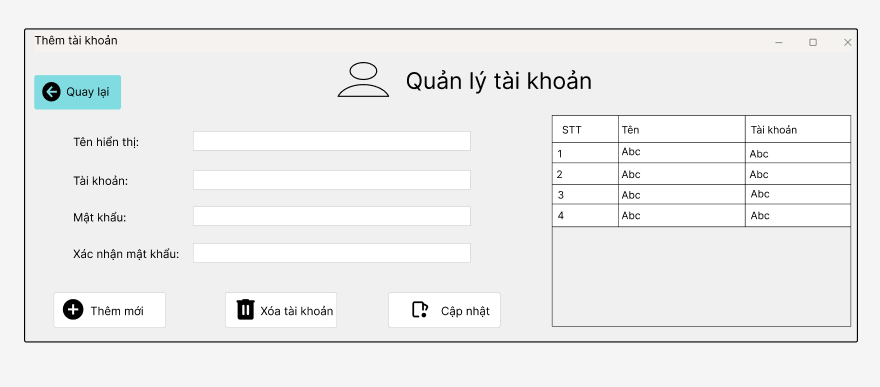 Thêm tài khoản
Quản lý tài khoản
Quay lại
Tên hiển thị:
Tài khoản:
Mật khẩu:
Xác nhận mật khẩu:
Thêm mới
Xóa tài khoản
Cập nhật
STT Tên Tài khoản
1 Abc Abc
2 Abc Abc
3 Abc Abc
4 Abc Abc